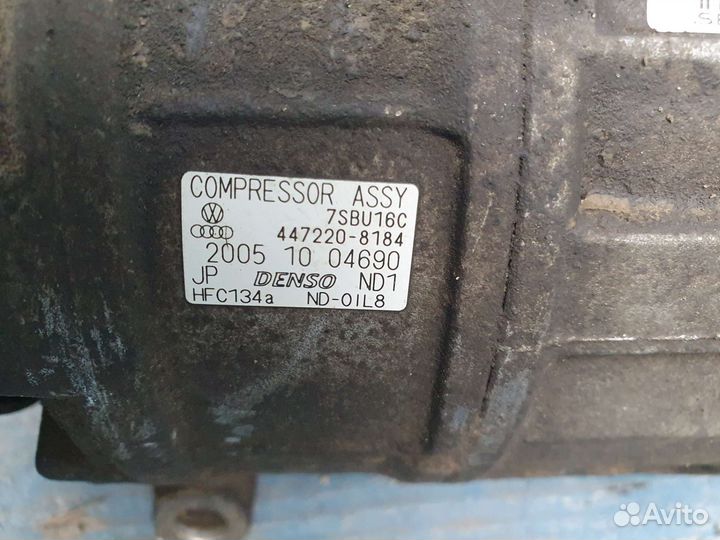 COMPRESSOR ASSY
7SBU16C
447220-8184
2005 10 04690
JP DENSO ND1
HFC134a ND-OIL8
Avito